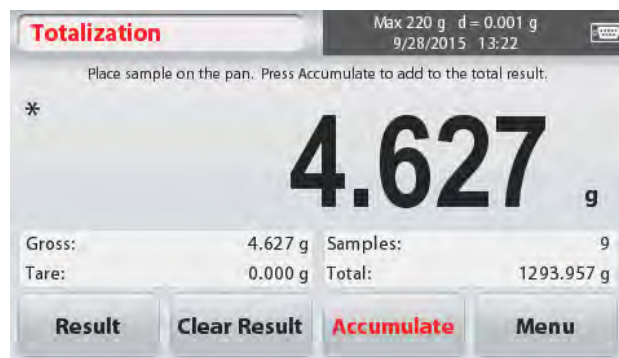 Totalization
Max 220 g d = 0.001 g
9/28/2015 13:22
Place sample on the pan. Press Accumulate to add to the total result.
*
4.627 g
Gross: 4.627 g Samples: 9
Tare: 0.000 g Total: 1293.957 g
Result Clear Result Accumulate Menu